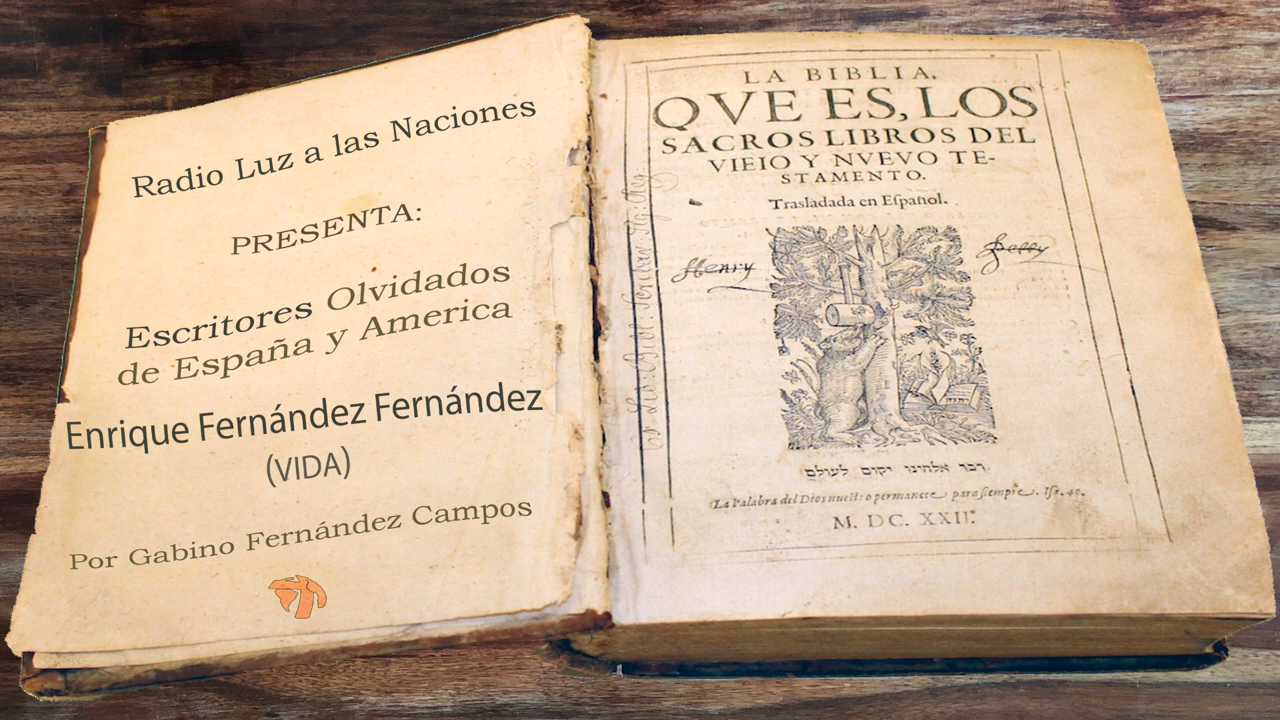 Radio Luz a las Naciones
PRESENTA:
Escritores Olvidados
de España y America
Enrique Fernández Fernández
(VIDA)
Por Gabino Fernández Campos
LA BIBLIA,
QVE ES, LOS
SACROS LIBROS DEL
VIEIO Y NVEVO TE-
STAMENTO.
Trasladada en Eſpañol.
Henry
דבר אלהינו יקום לעולם
La Palabra del Dios nueſtro permanece para ſiempre. Iſa. 40.
M. DC. XXII.